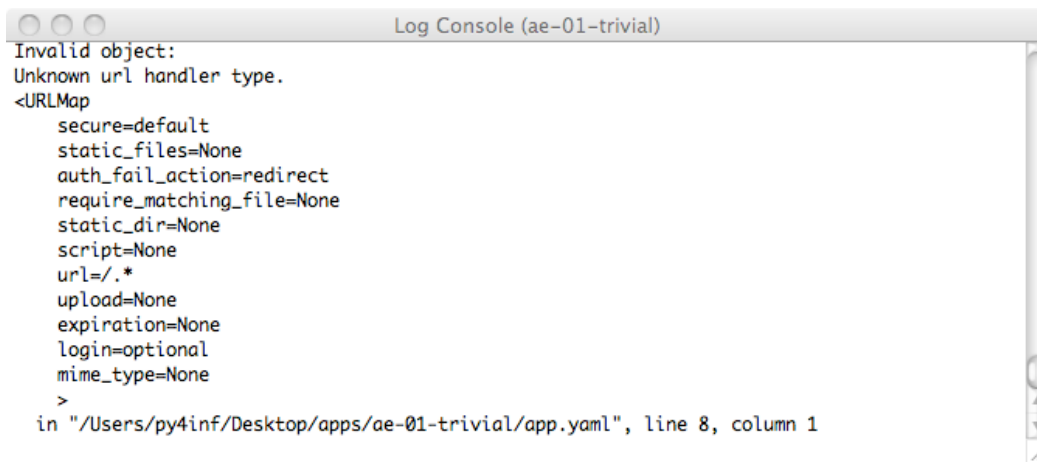 Log Console (ae-01-trivial)
Invalid object:
Unknown url handler type.
<URLMap
    secure=default
    static_files=None
    auth_fail_action=redirect
    require_matching_file=None
    static_dir=None
    script=None
    url=/.*
    upload=None
    expiration=None
    login=optional
    mime_type=None
    >
  in "/Users/py4inf/Desktop/apps/ae-01-trivial/app.yaml", line 8, column 1